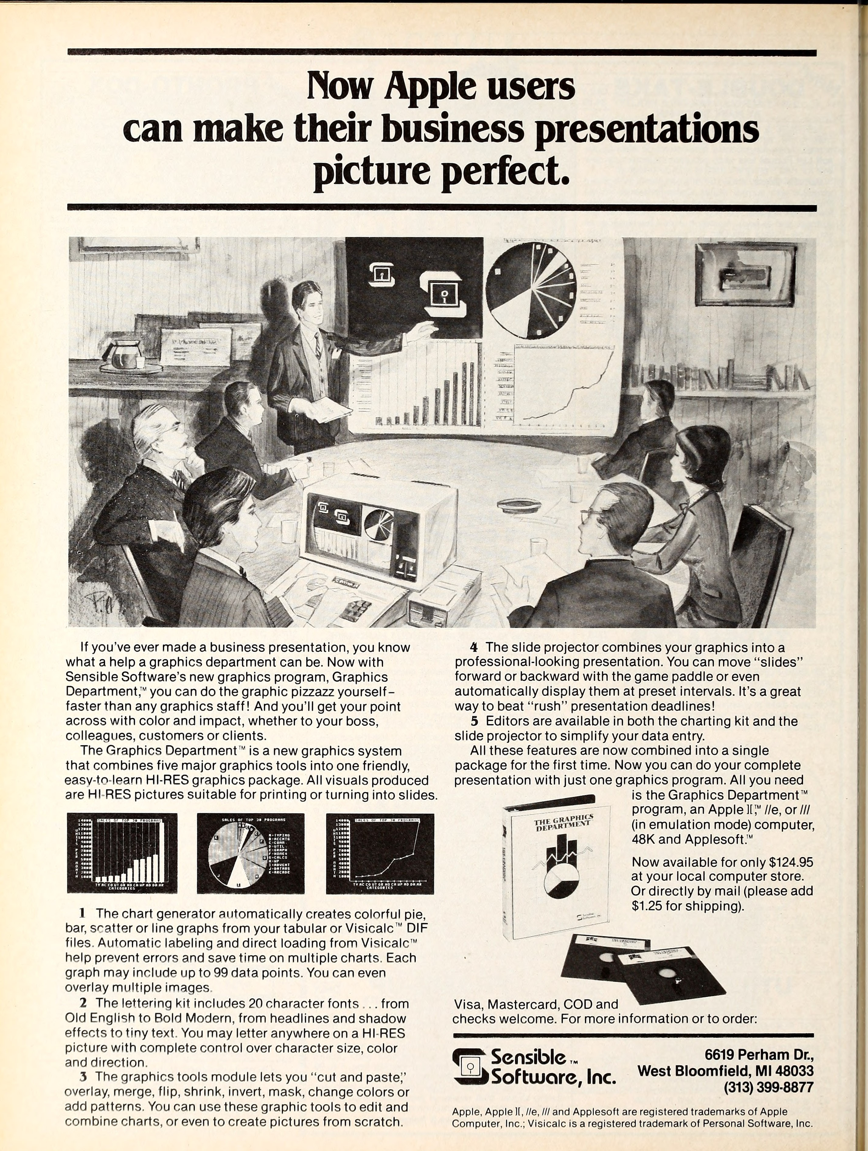 Now Apple users
can make their business presentations
picture perfect.
If you've ever made a business presentation, you know
what a help a graphics department can be. Now with
Sensible Software's new graphics program, Graphics
Department,™ you can do the graphic pizzazz yourself–
faster than any graphics staff! And you'll get your point
across with color and impact, whether to your boss,
colleagues, customers or clients.
The Graphics Department™ is a new graphics system
that combines five major graphics tools into one friendly,
easy-to-learn HI-RES graphics package. All visuals produced
are HI-RES pictures suitable for printing or turning into slides.
SALES OF TOP 30 PROGRAMS
CATEGORIES
SALES OF TOP 30 PROGRAMS
SALES OF TOP 30 PROGRAMS
CATEGORIES
1 The chart generator automatically creates colorful pie,
bar, scatter or line graphs from your tabular or Visicalc™ DIF
files. Automatic labeling and direct loading from Visicalc™
help prevent errors and save time on multiple charts. Each
graph may include up to 99 data points. You can even
overlay multiple images.
2 The lettering kit includes 20 character fonts . . . from
Old English to Bold Modern, from headlines and shadow
effects to tiny text. You may letter anywhere on a HI-RES
picture with complete control over character size, color
and direction.
3 The graphics tools module lets you "cut and paste,"
overlay, merge, flip, shrink, invert, mask, change colors or
add patterns. You can use these graphic tools to edit and
combine charts, or even to create pictures from scratch.
4 The slide projector combines your graphics into a
professional-looking presentation. You can move "slides"
forward or backward with the game paddle or even
automatically display them at preset intervals. It's a great
way to beat "rush" presentation deadlines!
5 Editors are available in both the charting kit and the
slide projector to simplify your data entry.
All these features are now combined into a single
package for the first time. Now you can do your complete
presentation with just one graphics program. All you need
is the Graphics Department™
program, an Apple ][,™ //e, or ///
(in emulation mode) computer,
48K and Applesoft.™
Now available for only $124.95
at your local computer store.
Or directly by mail (please add
$1.25 for shipping).
THE GRAPHICS
DEPARTMENT
Visa, Mastercard, COD and
checks welcome. For more information or to order:
Sensible™
Software, Inc.
6619 Perham Dr.,
West Bloomfield, MI 48033
(313) 399-8877
Apple, Apple ][, //e, /// and Applesoft are registered trademarks of Apple
Computer, Inc.; Visicalc is a registered trademark of Personal Software, Inc.